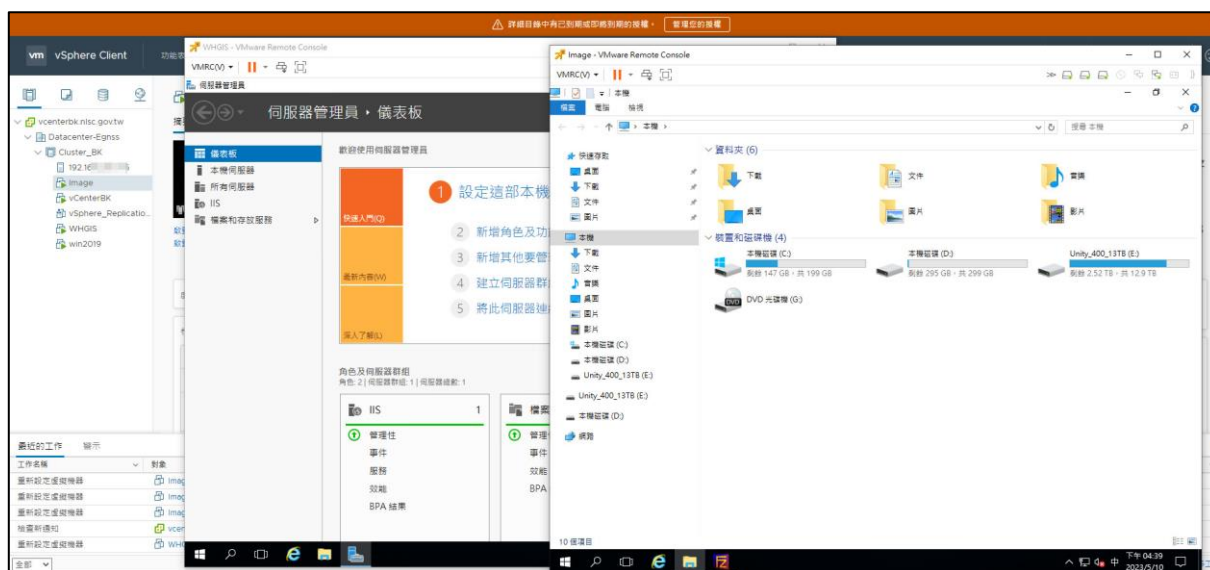 詳細目錄中有已到期或即將到期的授權。
管理您的授權
vm vSphere Client
vcenterbk.nlsc.gov.tw
Datacenter-Egnss
Cluster_BK
192.16
Image
vCenterBK
vSphere_Replicatio...
WHGIS
win2019
最近的工作 警示
工作名稱 對象
重新設定虛擬機器
重新設定虛擬機器
重新設定虛擬機器
檢查新通知
重新設定虛擬機器
全部
WHGIS - VMware Remote Console
VMRC(V)
伺服器管理員
伺服器管理員 · 儀表板
儀表板
本機伺服器
所有伺服器
IIS
檔案和存放服務
歡迎使用伺服器管理員
快速入門(Q)
最新內容(W)
深入了解(L)
1 設定這部本機
2 新增角色及功
3 新增其他要管
4 建立伺服器群
5 將此伺服器連
角色及伺服器群組
角色: 2 | 伺服器群組: 1 | 伺服器總數: 1
IIS 1
管理性
事件
服務
效能
BPA 結果
檔案
管理
事件
效能
BPA
Image - VMware Remote Console
VMRC(V)
本機
檔案 電腦 檢視
本機
搜尋 本機
快速存取
桌面
下載
文件
圖片
本機
下載
文件
音樂
桌面
圖片
影片
本機磁碟 (C:)
本機磁碟 (D:)
Unity_400_13TB (E:)
Unity_400_13TB (E:)
本機磁碟 (D:)
網路
資料夾 (6)
下載 文件 音樂
桌面 圖片 影片
裝置和磁碟機 (4)
本機磁碟 (C:)
剩餘 147 GB，共 199 GB
本機磁碟 (D:)
剩餘 295 GB，共 299 GB
Unity_400_13TB (E:)
剩餘 2.52 TB，共 12.9 TB
DVD 光碟機 (G:)
10 個項目
中
下午 04:39
2023/5/10